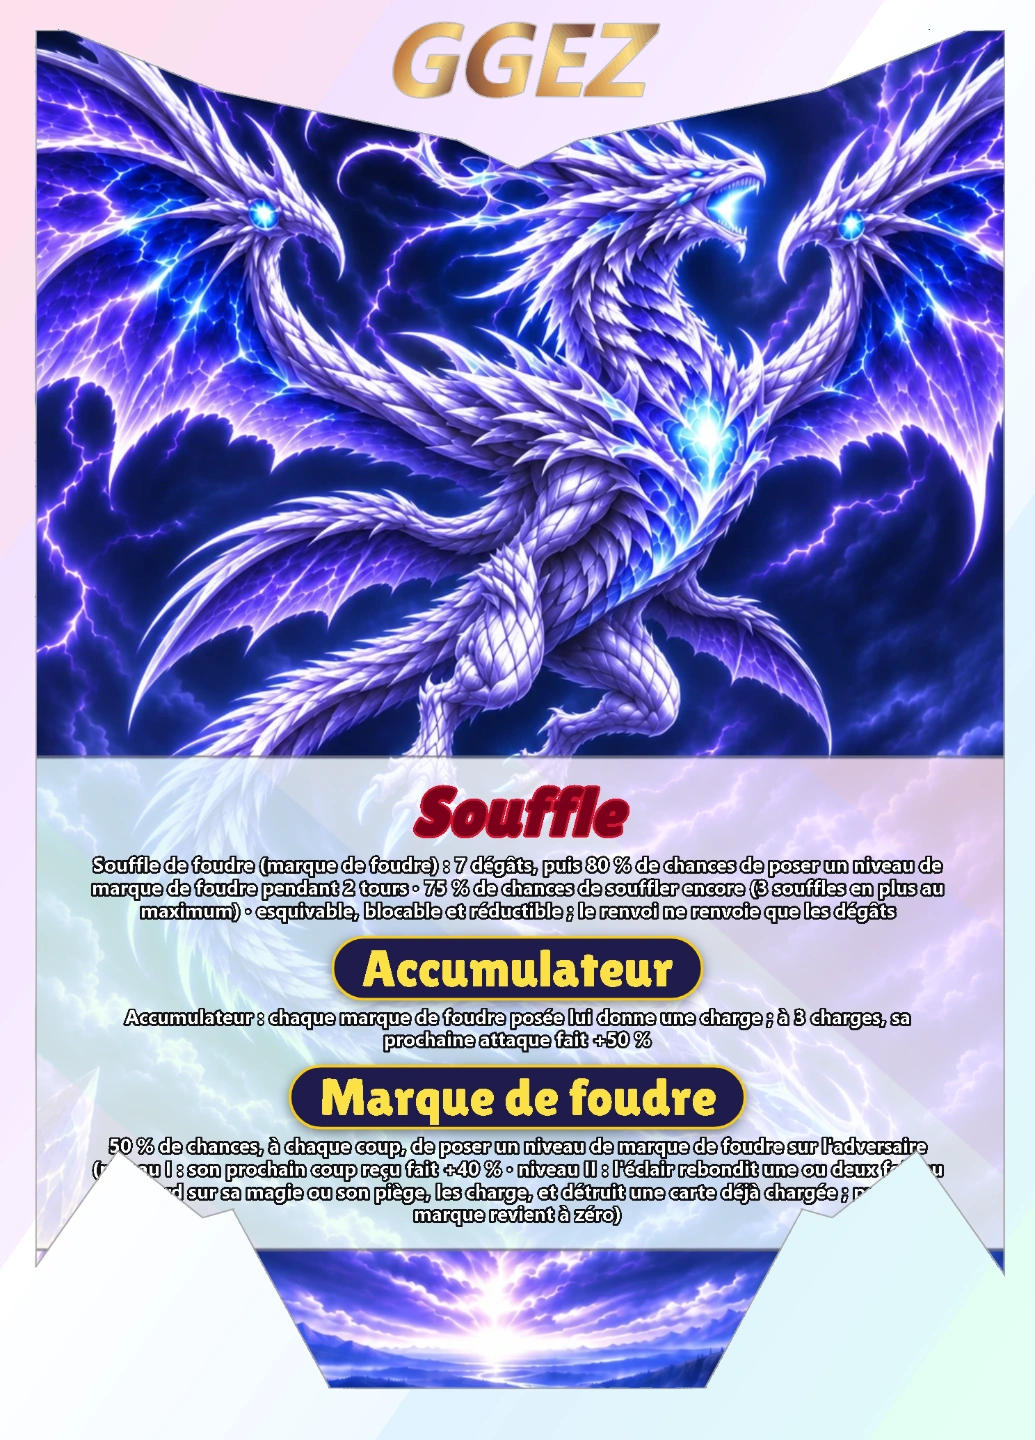 GGEZ
Souffle
Souffle de foudre (marque de foudre) : 7 dégâts, puis 80 % de chances de poser un niveau de
marque de foudre pendant 2 tours · 75 % de chances de souffler encore (3 souffles en plus au
maximum) · esquivable, blocable et réductible ; le renvoi ne renvoie que les dégâts
Accumulateur
Accumulateur : chaque marque de foudre posée lui donne une charge ; à 3 charges, sa
prochaine attaque fait +50 %
Marque de foudre
50 % de chances, à chaque coup, de poser un niveau de marque de foudre sur l'adversaire
I : son prochain coup reçu fait +40 % · niveau II : l'éclair rebondit une ou deux
sur sa magie ou son piège, les charge, et détruit une carte déjà chargée ;
marque revient à zéro)